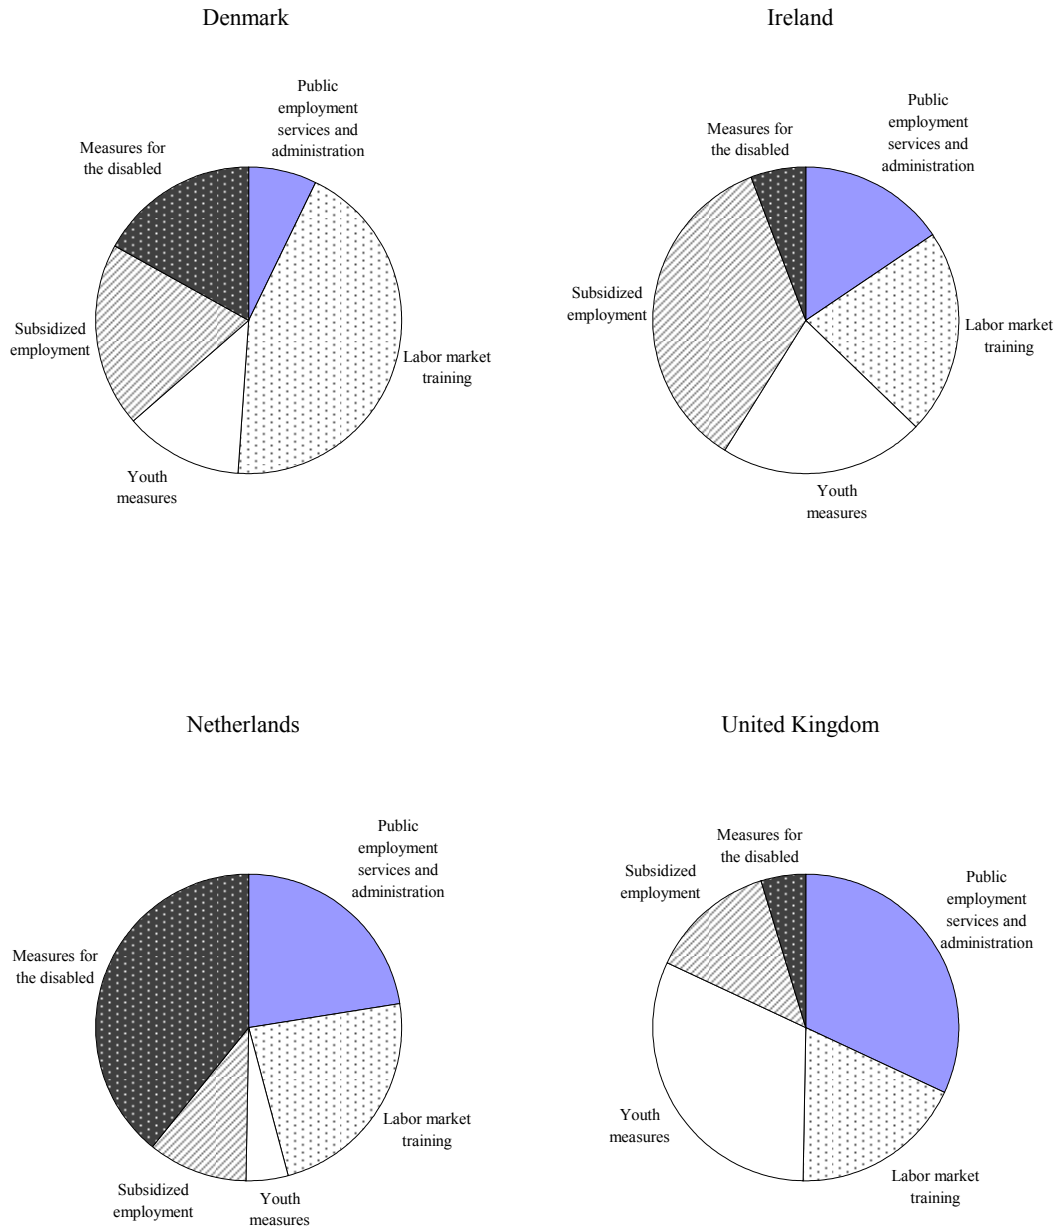 Denmark
Public
employment
services and
administration
Measures for
the disabled
Subsidized
employment
Labor market
training
Youth
measures
Ireland
Public
employment
services and
administration
Measures for
the disabled
Subsidized
employment
Labor market
training
Youth
measures
Netherlands
Public
employment
services and
administration
Measures for
the disabled
Labor market
training
Subsidized
employment
Youth
measures
United Kingdom
Measures for
the disabled
Subsidized
employment
Public
employment
services and
administration
Youth
measures
Labor market
training